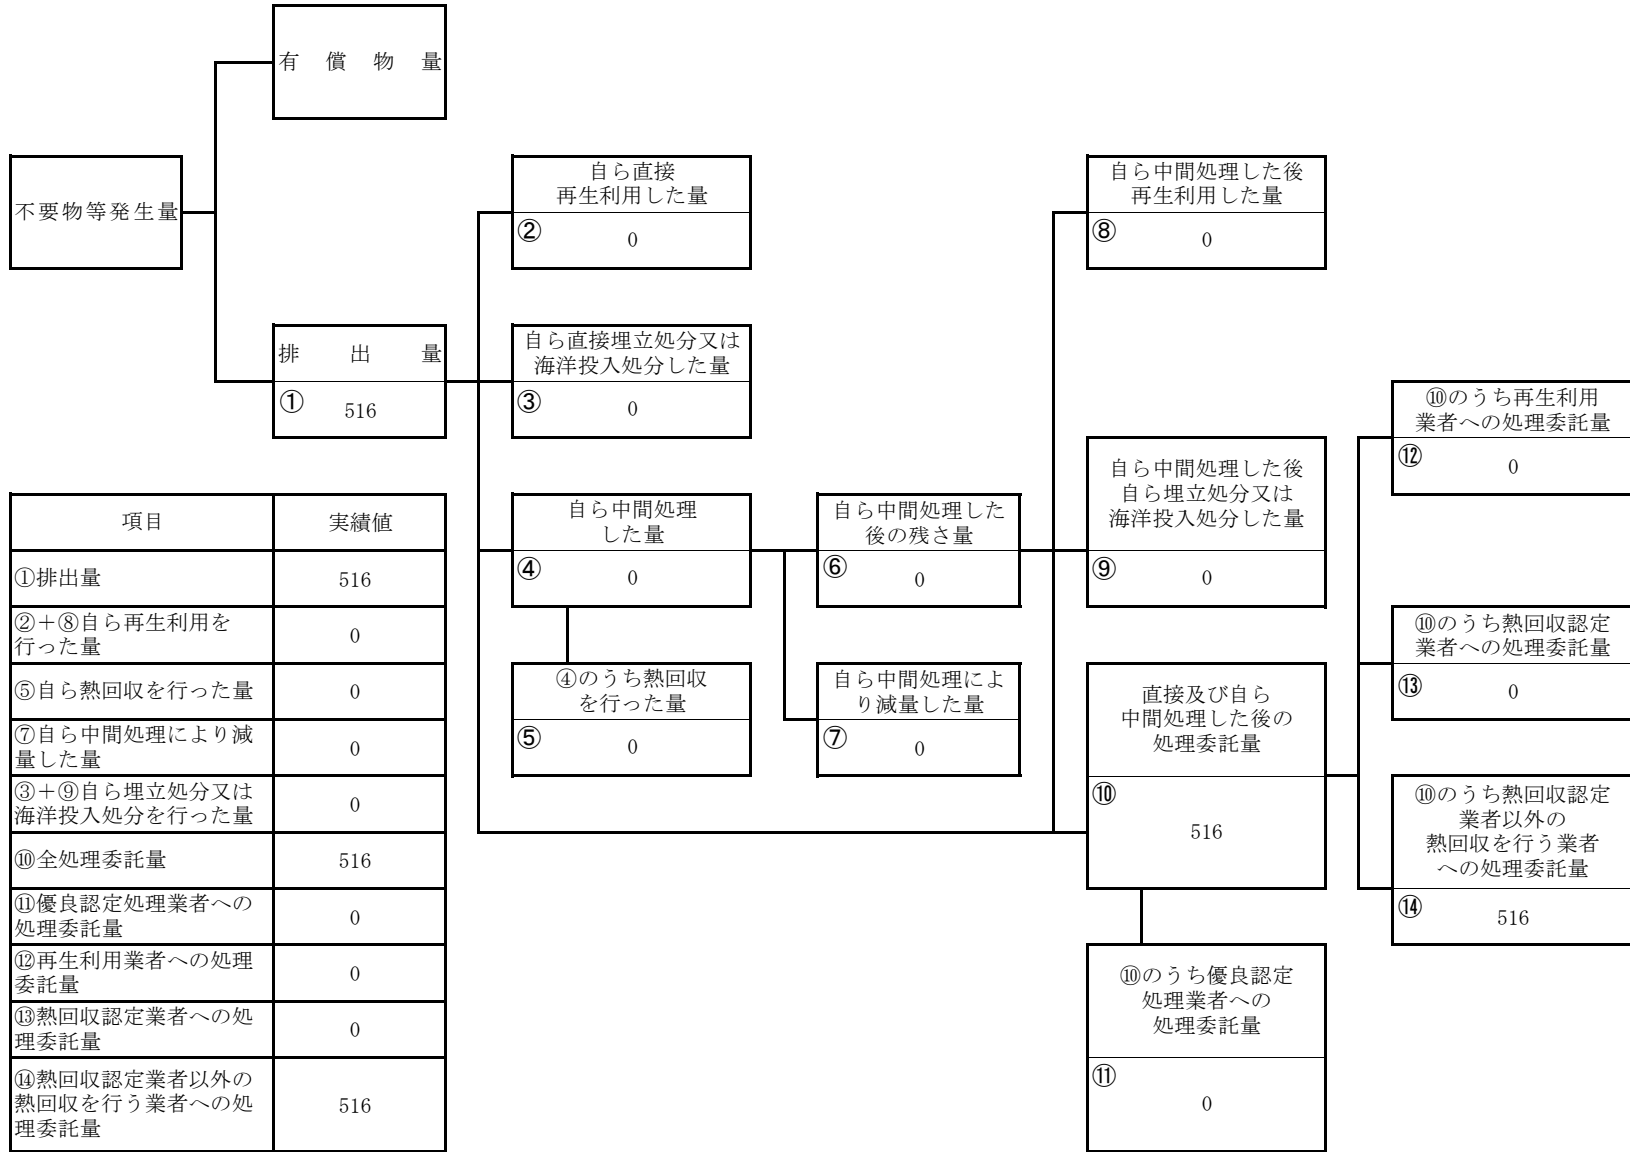 有償物量
不要物等発生量
排出量
① 516
自ら直接
再生利用した量
② 0
自ら直接埋立処分又は
海洋投入処分した量
③ 0
自ら中間処理
した量
④ 0
④のうち熱回収
を行った量
⑤ 0
自ら中間処理した
後の残さ量
⑥ 0
自ら中間処理によ
り減量した量
⑦ 0
自ら中間処理した後
再生利用した量
⑧ 0
自ら中間処理した後
自ら埋立処分又は
海洋投入処分した量
⑨ 0
直接及び自ら
中間処理した後の
処理委託量
⑩
516
⑩のうち優良認定
処理業者への
処理委託量
⑪
0
⑩のうち再生利用
業者への処理委託量
⑫ 0
⑩のうち熱回収認定
業者への処理委託量
⑬ 0
⑩のうち熱回収認定
業者以外の
熱回収を行う業者
への処理委託量
⑭ 516
項目 実績値
①排出量 516
②＋⑧自ら再生利用を
行った量 0
⑤自ら熱回収を行った量 0
⑦自ら中間処理により減
量した量 0
③＋⑨自ら埋立処分又は
海洋投入処分を行った量 0
⑩全処理委託量 516
⑪優良認定処理業者への
処理委託量 0
⑫再生利用業者への処理
委託量 0
⑬熱回収認定業者への処
理委託量 0
⑭熱回収認定業者以外の
熱回収を行う業者への処
理委託量 516